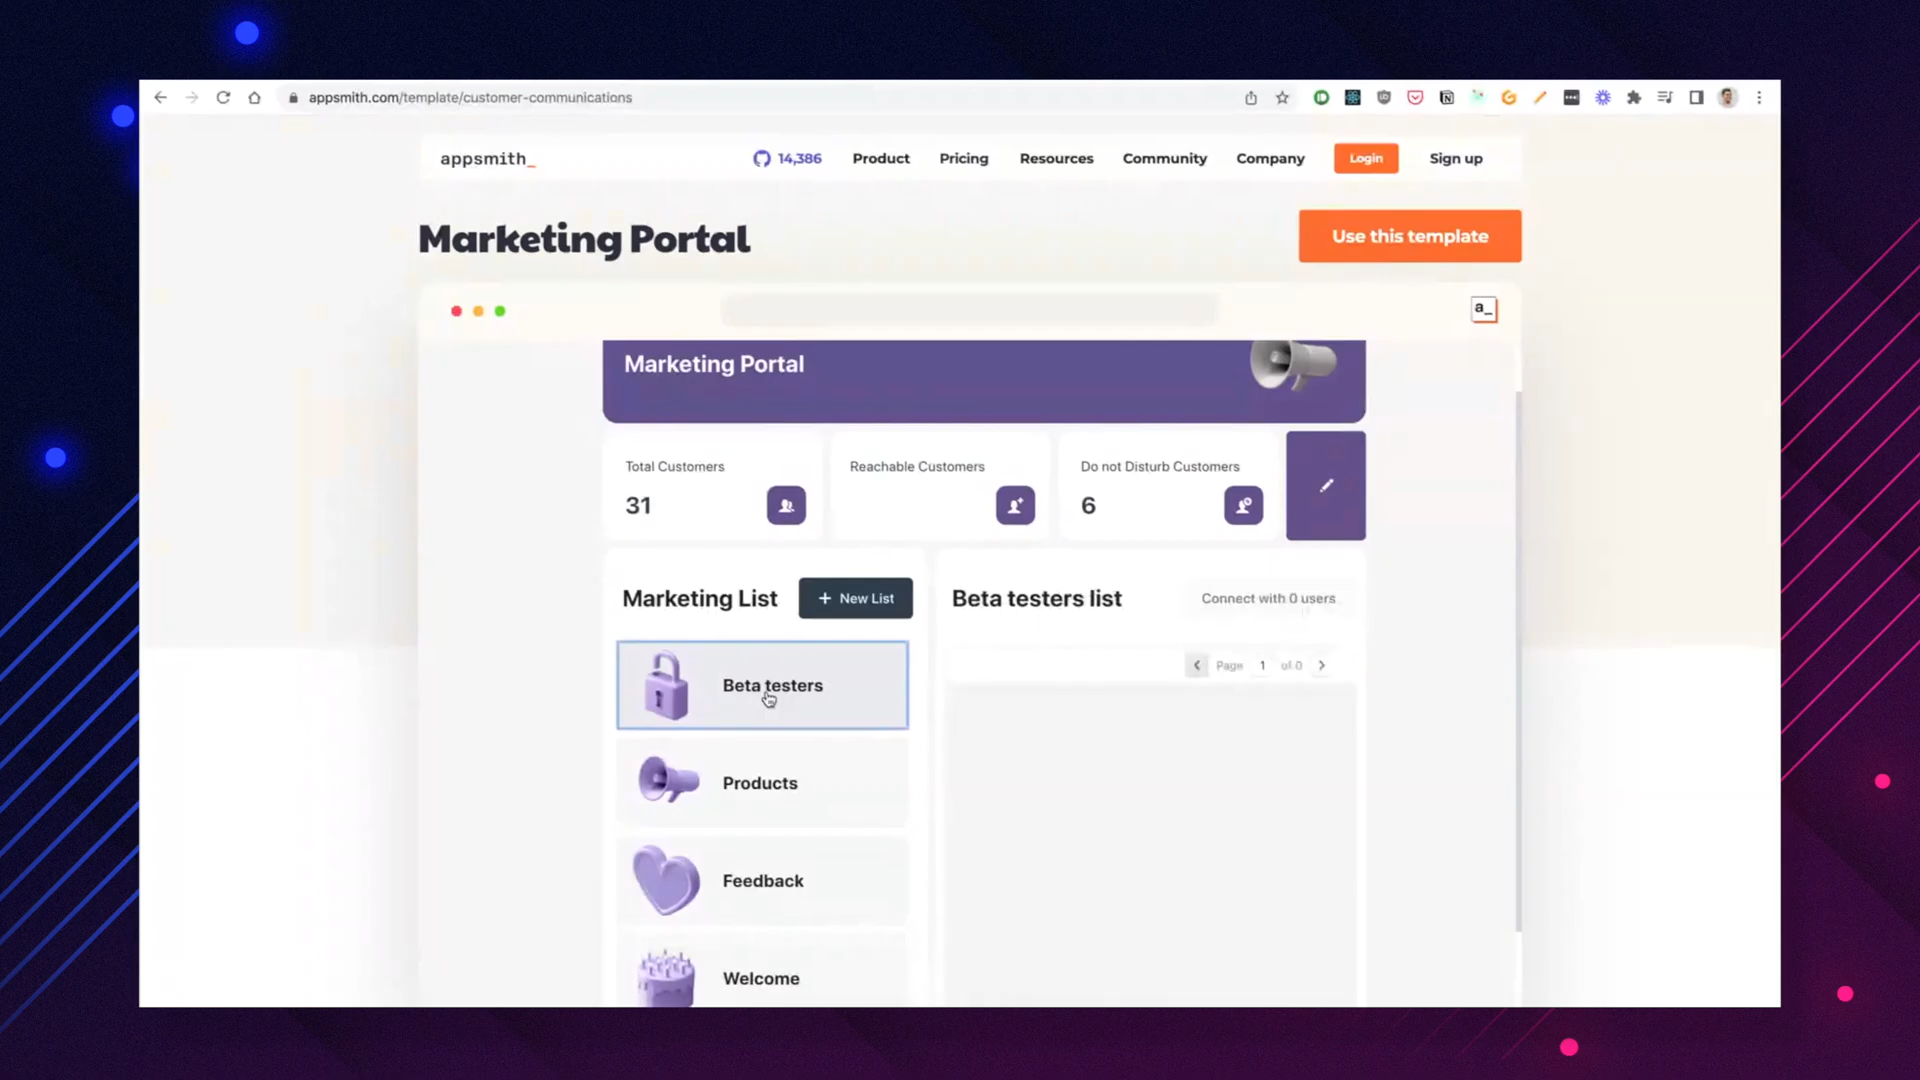 appsmith.com/template/customer-communications
appsmith_
14,386 Product Pricing Resources Community Company Login Sign up
Marketing Portal
Use this template
a_
Marketing Portal
Total Customers
31
Reachable Customers
Do not Disturb Customers
6
Marketing List
+ New List
Beta testers
Products
Feedback
Welcome
Beta testers list
Connect with 0 users
Page 1 of 0